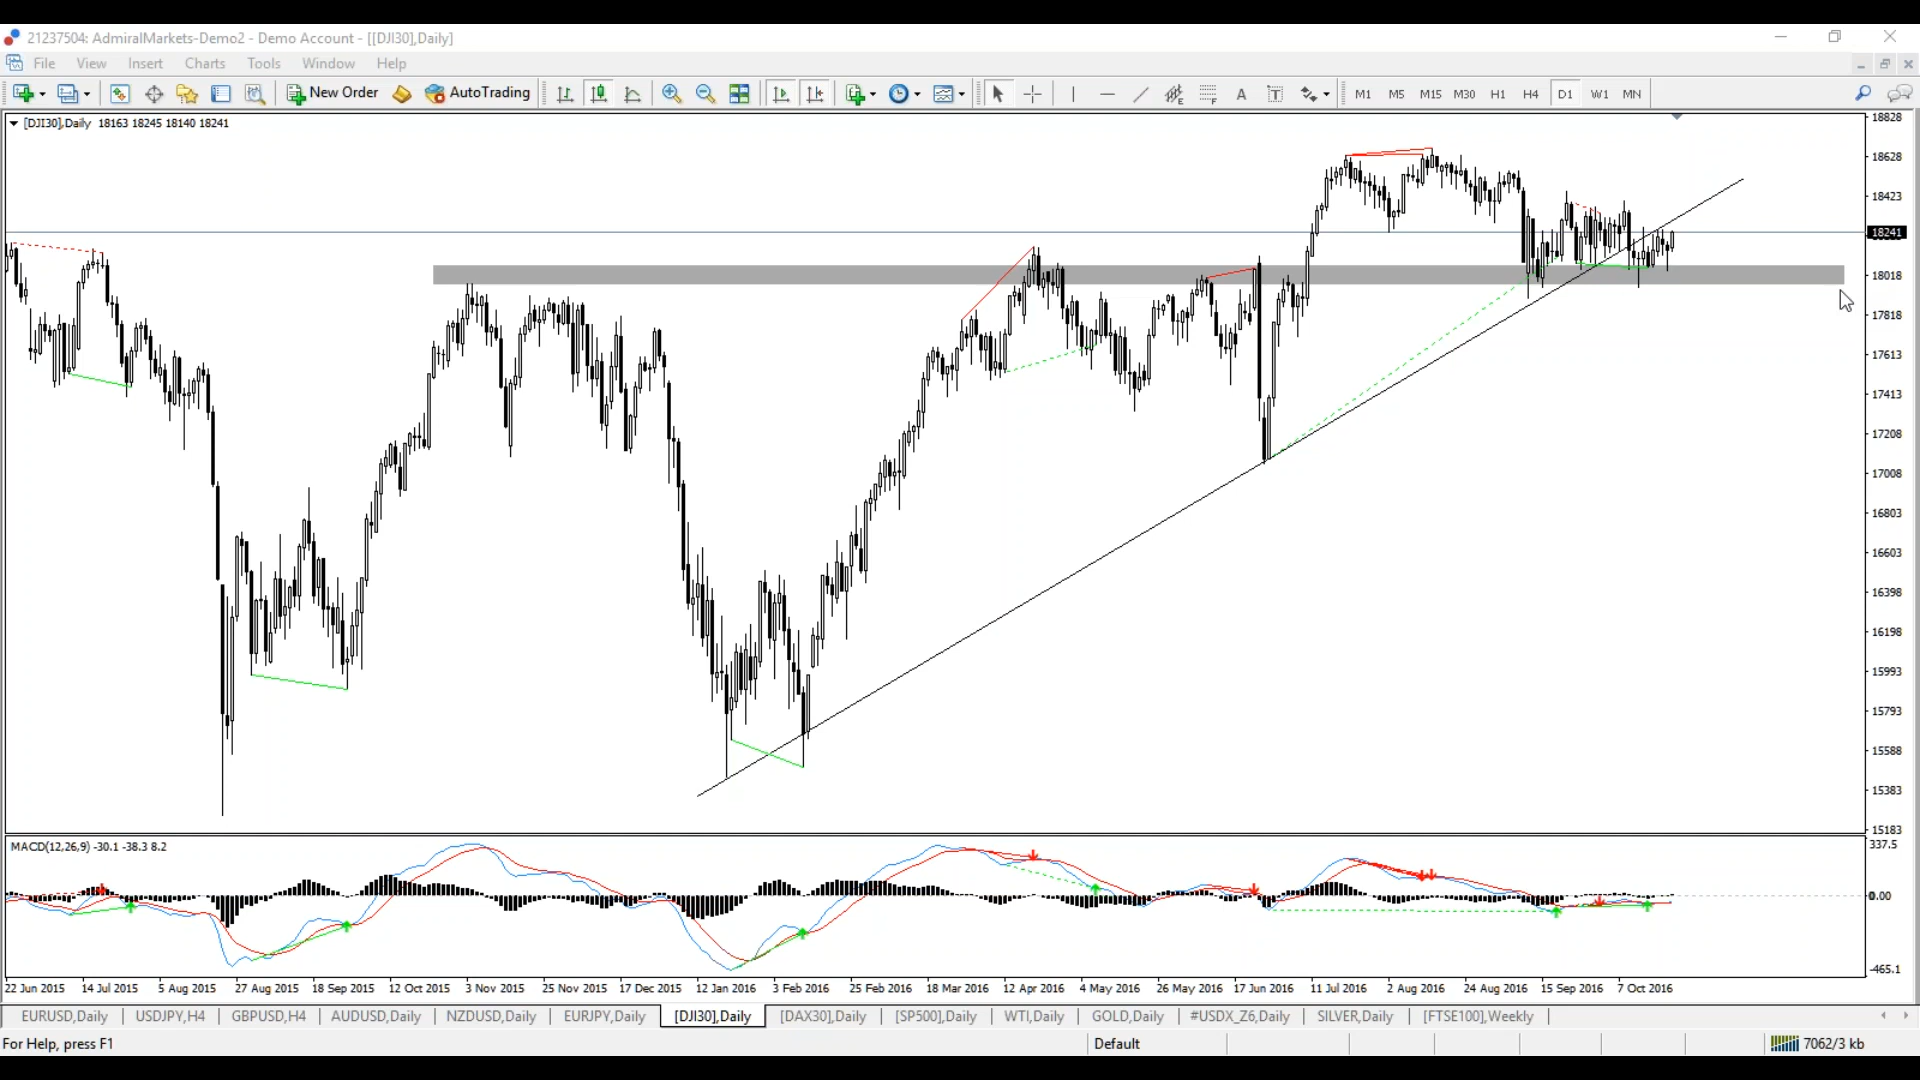 21237504: AdmiralMarkets-Demo2 - Demo Account - [[DJI30],Daily]
File View Insert Charts Tools Window Help
New Order AutoTrading A T M1 M5 M15 M30 H1 H4 D1 W1 MN
[DJI30],Daily 18163 18245 18140 18241
18828
18628
18423
18241
18018
17818
17613
17413
17208
17008
16803
16603
16398
16198
15993
15793
15588
15383
15183
MACD(12,26,9) -30.1 -38.3 8.2
337.5
0.00
-465.1
22 Jun 2015 14 Jul 2015 5 Aug 2015 27 Aug 2015 18 Sep 2015 12 Oct 2015 3 Nov 2015 25 Nov 2015 17 Dec 2015 12 Jan 2016 3 Feb 2016 25 Feb 2016 18 Mar 2016 12 Apr 2016 4 May 2016 26 May 2016 17 Jun 2016 11 Jul 2016 2 Aug 2016 24 Aug 2016 15 Sep 2016 7 Oct 2016
EURUSD,Daily USDJPY,H4 GBPUSD,H4 AUDUSD,Daily NZDUSD,Daily EURJPY,Daily [DJI30],Daily [DAX30],Daily [SP500],Daily WTI,Daily GOLD,Daily #USDX_Z6,Daily SILVER,Daily [FTSE100],Weekly
For Help, press F1 Default 7062/3 kb